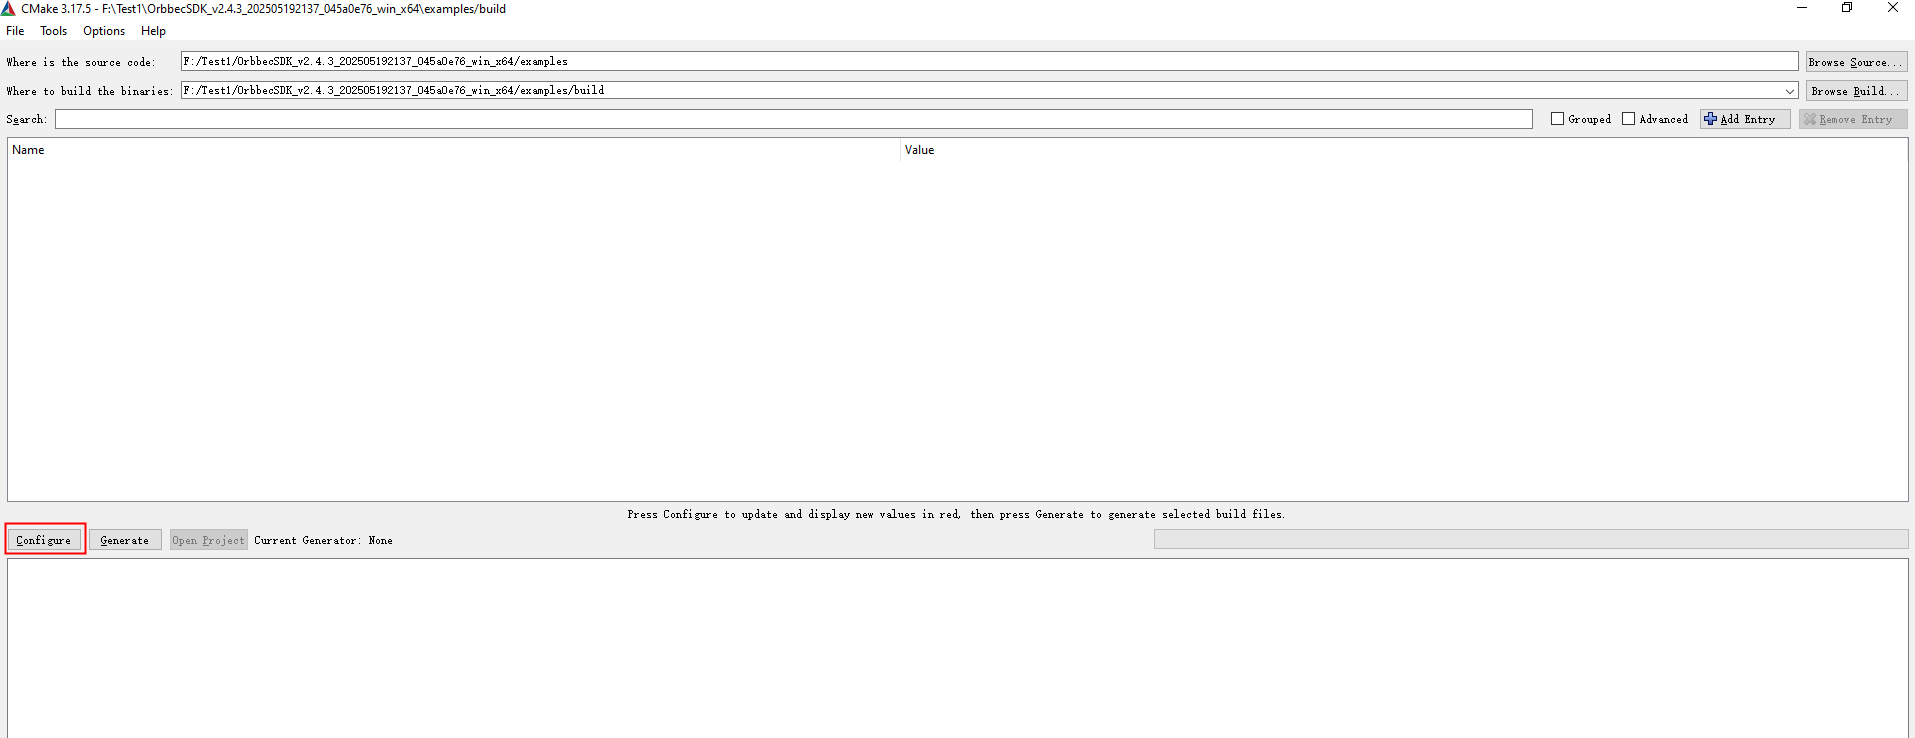 CMake 3.17.5 - F:\Test1\OrbbecSDK_v2.4.3_202505192137_045a0e76_win_x64\examples/build
File Tools Options Help
Where is the source code: F:/Test1/OrbbecSDK_v2.4.3_202505192137_045a0e76_win_x64/examples Browse Source...
Where to build the binaries: F:/Test1/OrbbecSDK_v2.4.3_202505192137_045a0e76_win_x64/examples/build Browse Build...
Search: Grouped Advanced Add Entry Remove Entry
Name Value
Press Configure to update and display new values in red, then press Generate to generate selected build files.
Configure Generate Open Project Current Generator: None